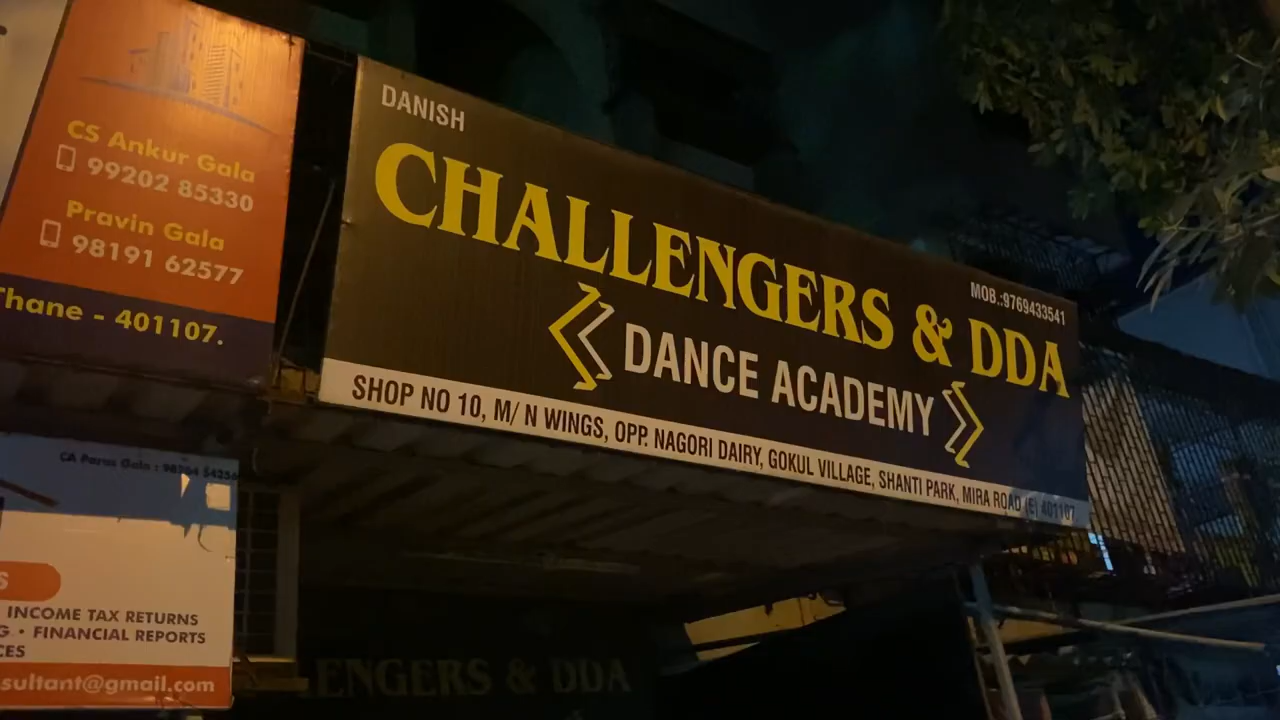 CS Ankur Gala
99202 85330
Pravin Gala
98191 62577
Thane - 401107.
DANISH
CHALLENGERS & DDA
MOB.:9769433541
DANCE ACADEMY
SHOP NO 10, M/ N WINGS, OPP. NAGORI DAIRY, GOKUL VILLAGE, SHANTI PARK, MIRA ROAD (E) 401107
CA Paras Gala :
INCOME TAX RETURNS
G • FINANCIAL REPORTS
CES
sultant@gmail.com
ENGERS & DDA